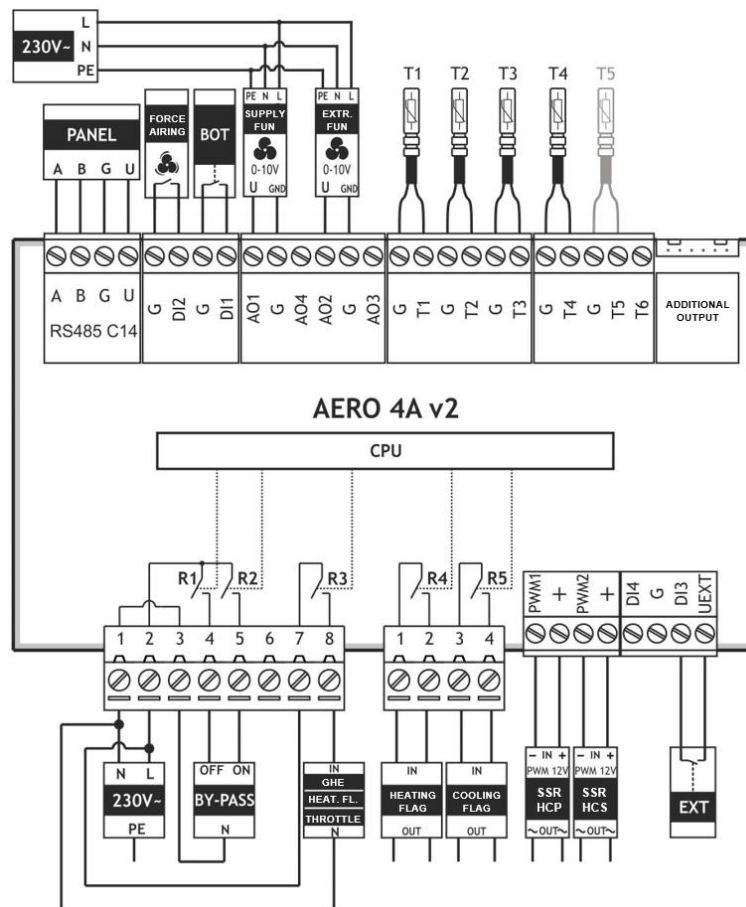 L
230V~ N
PE
T1 T2 T3 T4 T5
PE N L PE N L
PANEL
FORCE AIRING
BOT
SUPPLY FUN
EXTR. FUN
0-10V 0-10V
A B G U
U GND U GND
A B G U
RS485 C14
G DI2 G DI1
AO1 G AO4 AO2 G AO3
G T1 G T2 G T3
G T4 G T5 T6
ADDITIONAL
OUTPUT
AERO 4A v2
CPU
R1 R2 R3 R4 R5
1 2 3 4 5 6 7 8
1 2 3 4
PWM1 + PWM2 +
DI4 G DI3 UEXT
N L
230V~
PE
OFF ON
BY-PASS
N
IN
GHE
HEAT. FL.
THROTTLE
N
IN
HEATING
FLAG
OUT
IN
COOLING
FLAG
OUT
− IN +
PWM 12V
SSR
HCP
~OUT~
− IN +
PWM 12V
SSR
HCS
~OUT~
EXT